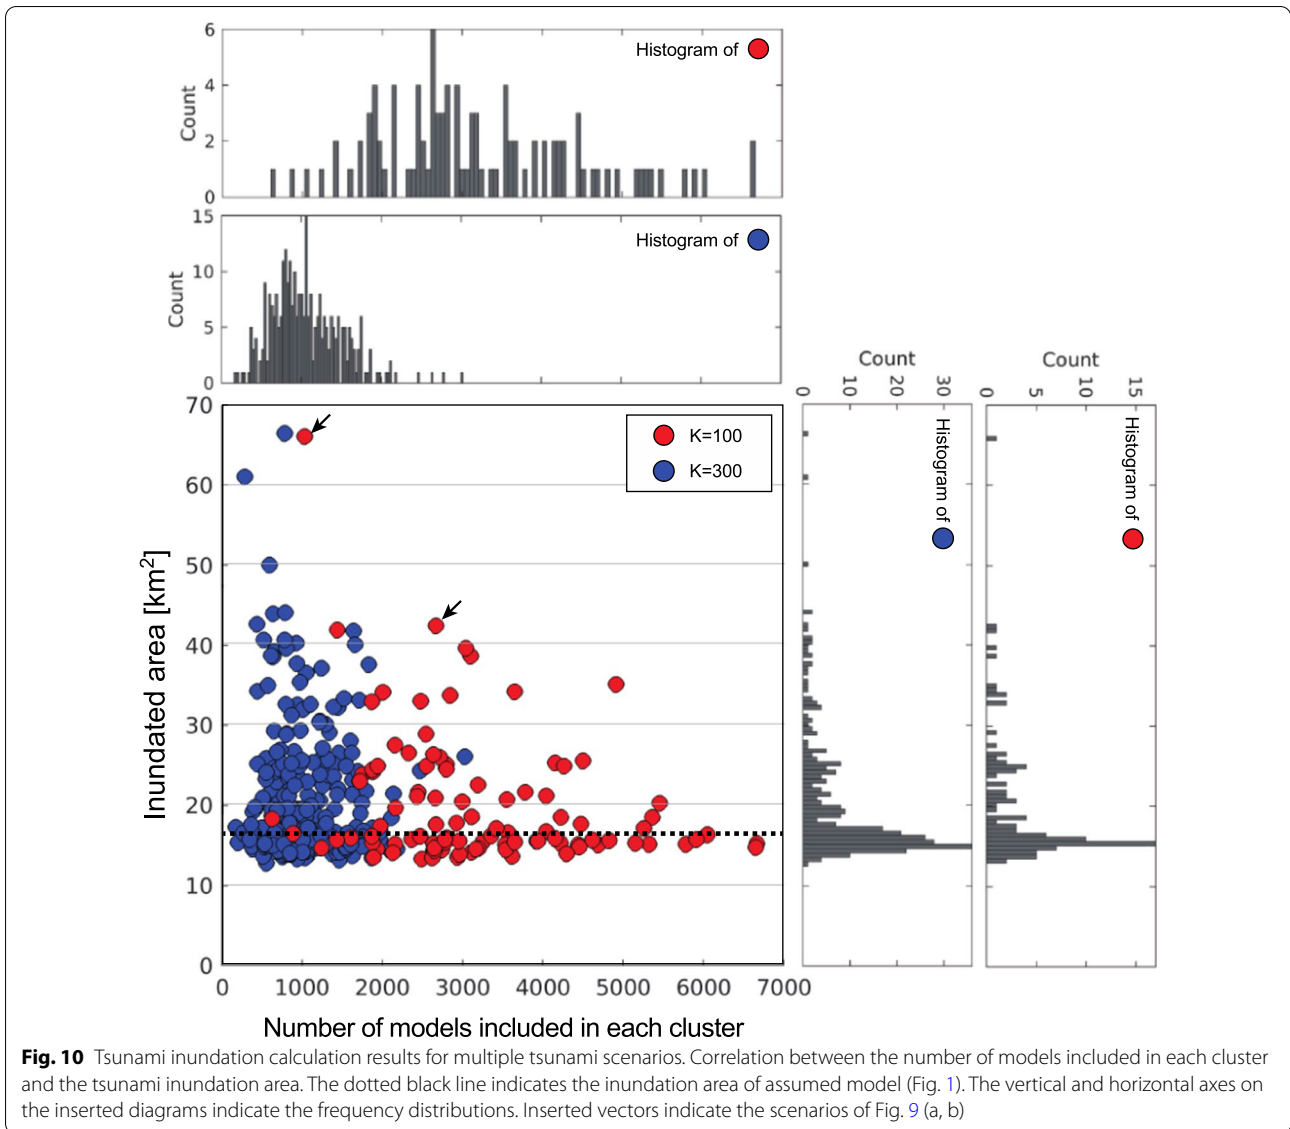 6
4
2
0
Count
Histogram of
15
10
5
0
Count
Histogram of
70
60
50
40
30
20
10
0
Inundated area [km²]
K=100
K=300
0 1000 2000 3000 4000 5000 6000 7000
Number of models included in each cluster
Count
0 10 20 30
Histogram of
Count
0 5 10 15
Histogram of
Fig. 10 Tsunami inundation calculation results for multiple tsunami scenarios. Correlation between the number of models included in each cluster
and the tsunami inundation area. The dotted black line indicates the inundation area of assumed model (Fig. 1). The vertical and horizontal axes on
the inserted diagrams indicate the frequency distributions. Inserted vectors indicate the scenarios of Fig. 9 (a, b)